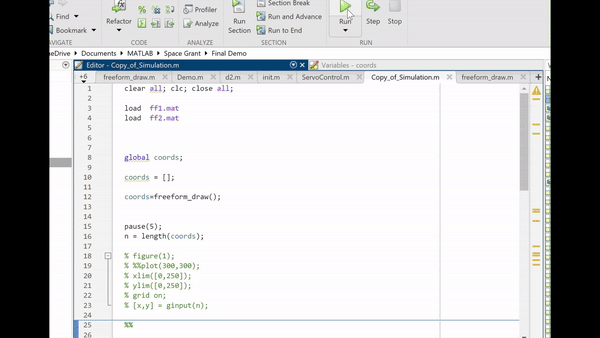 Find
Bookmark
Refactor
Profiler
Analyze
Run Section
Section Break
Run and Advance
Run to End
Run
Step
Stop
AVIGATE
CODE
ANALYZE
SECTION
RUN
neDrive ▸ Documents ▸ MATLAB ▸ Space Grant ▸ Final Demo
Editor - Copy_of_Simulation.m
Variables - coords
+6
freeform_draw.m
Demo.m
d2.m
init.m
ServoControl.m
Copy_of_Simulation.m
freeform_draw.m
+
1 clear all; clc; close all;
2
3 load ff1.mat
4 load ff2.mat
5
6
7
8 global coords;
9
10 coords = [];
11
12 coords=freeform_draw();
13
14
15 pause(5);
16 n = length(coords);
17
18 % figure(1);
19 % %%plot(300,300);
20 % xlim([0,250]);
21 % ylim([0,250]);
22 % grid on;
23 % [x,y] = ginput(n);
24
25 %%
26